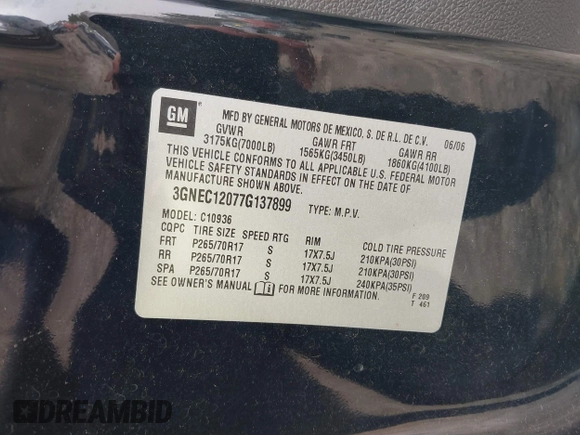 GM
MFD BY GENERAL MOTORS DE MEXICO, S. DE R.L. DE C.V. 06/06
GVWR GAWR FRT GAWR RR
3175KG(7000LB) 1565KG(3450LB) 1860KG(4100LB)
THIS VEHICLE CONFORMS TO ALL APPLICABLE U.S. FEDERAL MOTOR
VEHICLE SAFETY STANDARDS IN EFFECT ON THE DATE OF
MANUFACTURE SHOWN ABOVE.
3GNEC12077G137899 TYPE: M.P.V.
MODEL: C10936
CQPC TIRE SIZE SPEED RTG RIM COLD TIRE PRESSURE
FRT P265/70R17 S 17X7.5J 210KPA(30PSI)
RR P265/70R17 S 17X7.5J 210KPA(30PSI)
SPA P265/70R17 S 17X7.5J 240KPA(35PSI)
SEE OWNER'S MANUAL FOR MORE INFORMATION.
F 209
T 461
DREAMBID